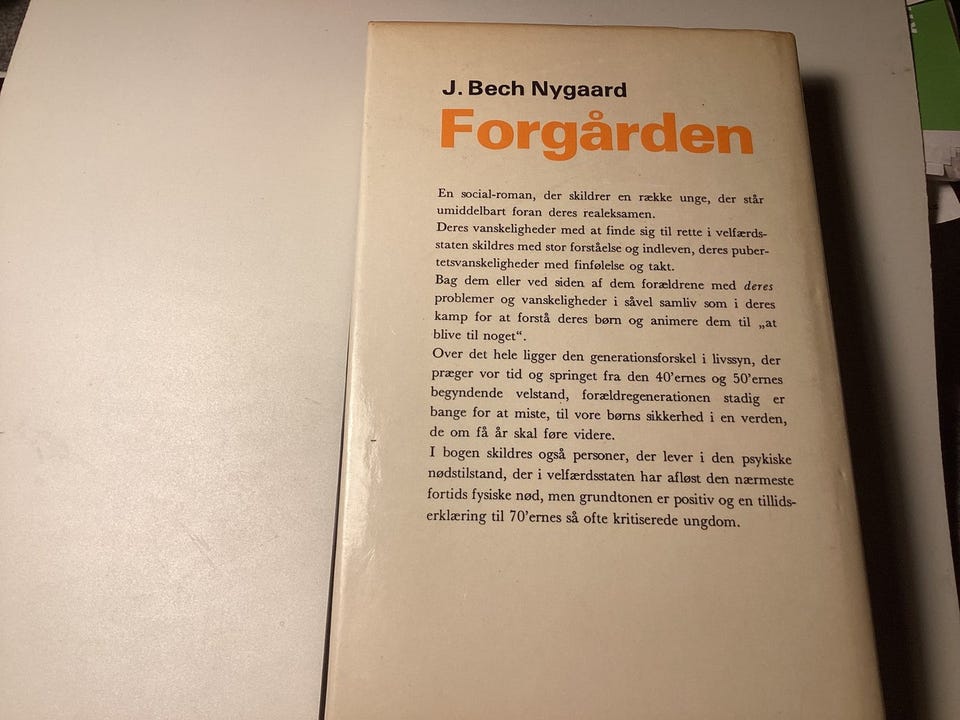 J. Bech Nygaard
Forgården
En social-roman, der skildrer en række unge, der står
umiddelbart foran deres realeksamen.
Deres vanskeligheder med at finde sig til rette i velfærds-
staten skildres med stor forståelse og indleven, deres puber-
tetsvanskeligheder med finfølelse og takt.
Bag dem eller ved siden af dem forældrene med deres
problemer og vanskeligheder i såvel samliv som i deres
kamp for at forstå deres børn og animere dem til „at
blive til noget“.
Over det hele ligger den generationsforskel i livssyn, der
præger vor tid og springet fra den 40'ernes og 50'ernes
begyndende velstand, forældregenerationen stadig er
bange for at miste, til vore børns sikkerhed i en verden,
de om få år skal føre videre.
I bogen skildres også personer, der lever i den psykiske
nødstilstand, der i velfærdsstaten har afløst den nærmeste
fortids fysiske nød, men grundtonen er positiv og en tillids-
erklæring til 70'ernes så ofte kritiserede ungdom.